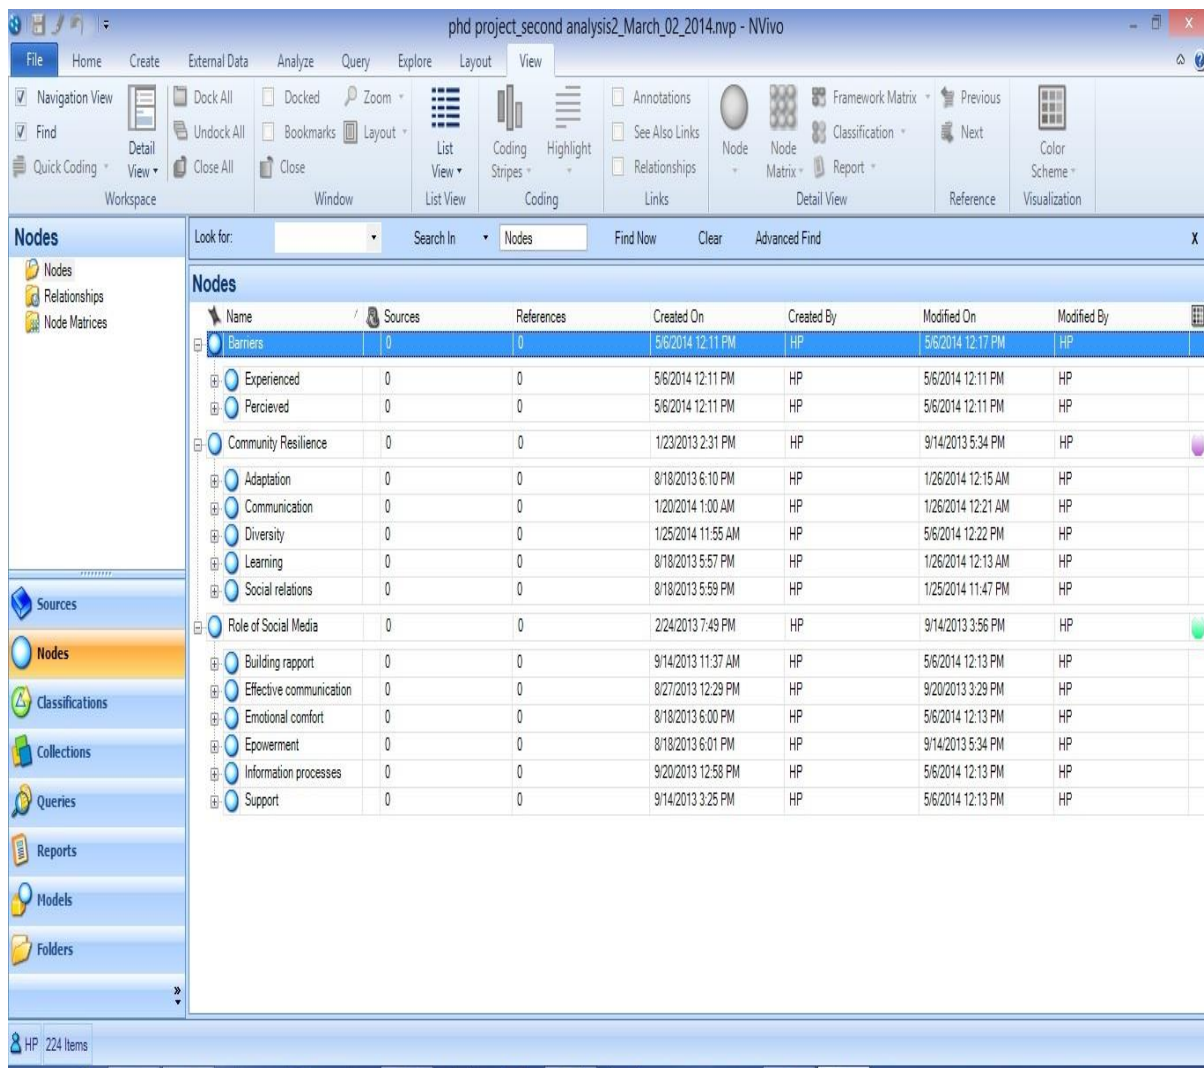 phd project_second analysis2_March_02_2014.nvp - NVivo
File Home Create External Data Analyze Query Explore Layout View
Navigation View Dock All Docked Zoom Annotations Framework Matrix Previous
Find Undock All Bookmarks Layout See Also Links Classification Next
Quick Coding Detail View Close All Close List View Coding Stripes Highlight Relationships Node Node Matrix Report Color Scheme
Workspace Window List View Coding Links Detail View Reference Visualization
Nodes
Nodes
Relationships
Node Matrices
Sources
Nodes
Classifications
Collections
Queries
Reports
Models
Folders
Look for: Search In Nodes Find Now Clear Advanced Find X
Nodes
Name Sources References Created On Created By Modified On Modified By
Barriers 0 0 5/6/2014 12:11 PM HP 5/6/2014 12:17 PM HP
Experienced 0 0 5/6/2014 12:11 PM HP 5/6/2014 12:11 PM HP
Percieved 0 0 5/6/2014 12:11 PM HP 5/6/2014 12:11 PM HP
Community Resilience 0 0 1/23/2013 2:31 PM HP 9/14/2013 5:34 PM HP
Adaptation 0 0 8/18/2013 6:10 PM HP 1/26/2014 12:15 AM HP
Communication 0 0 1/20/2014 1:00 AM HP 1/26/2014 12:21 AM HP
Diversity 0 0 1/25/2014 11:55 AM HP 5/6/2014 12:22 PM HP
Learning 0 0 8/18/2013 5:57 PM HP 1/26/2014 12:13 AM HP
Social relations 0 0 8/18/2013 5:59 PM HP 1/25/2014 11:47 PM HP
Role of Social Media 0 0 2/24/2013 7:49 PM HP 9/14/2013 3:56 PM HP
Building rapport 0 0 9/14/2013 11:37 AM HP 5/6/2014 12:13 PM HP
Effective communication 0 0 8/27/2013 12:29 PM HP 9/20/2013 3:29 PM HP
Emotional comfort 0 0 8/18/2013 6:00 PM HP 5/6/2014 12:13 PM HP
Epowerment 0 0 8/18/2013 6:01 PM HP 9/14/2013 5:34 PM HP
Information processes 0 0 9/20/2013 12:58 PM HP 5/6/2014 12:13 PM HP
Support 0 0 9/14/2013 3:25 PM HP 5/6/2014 12:13 PM HP
HP 224 Items